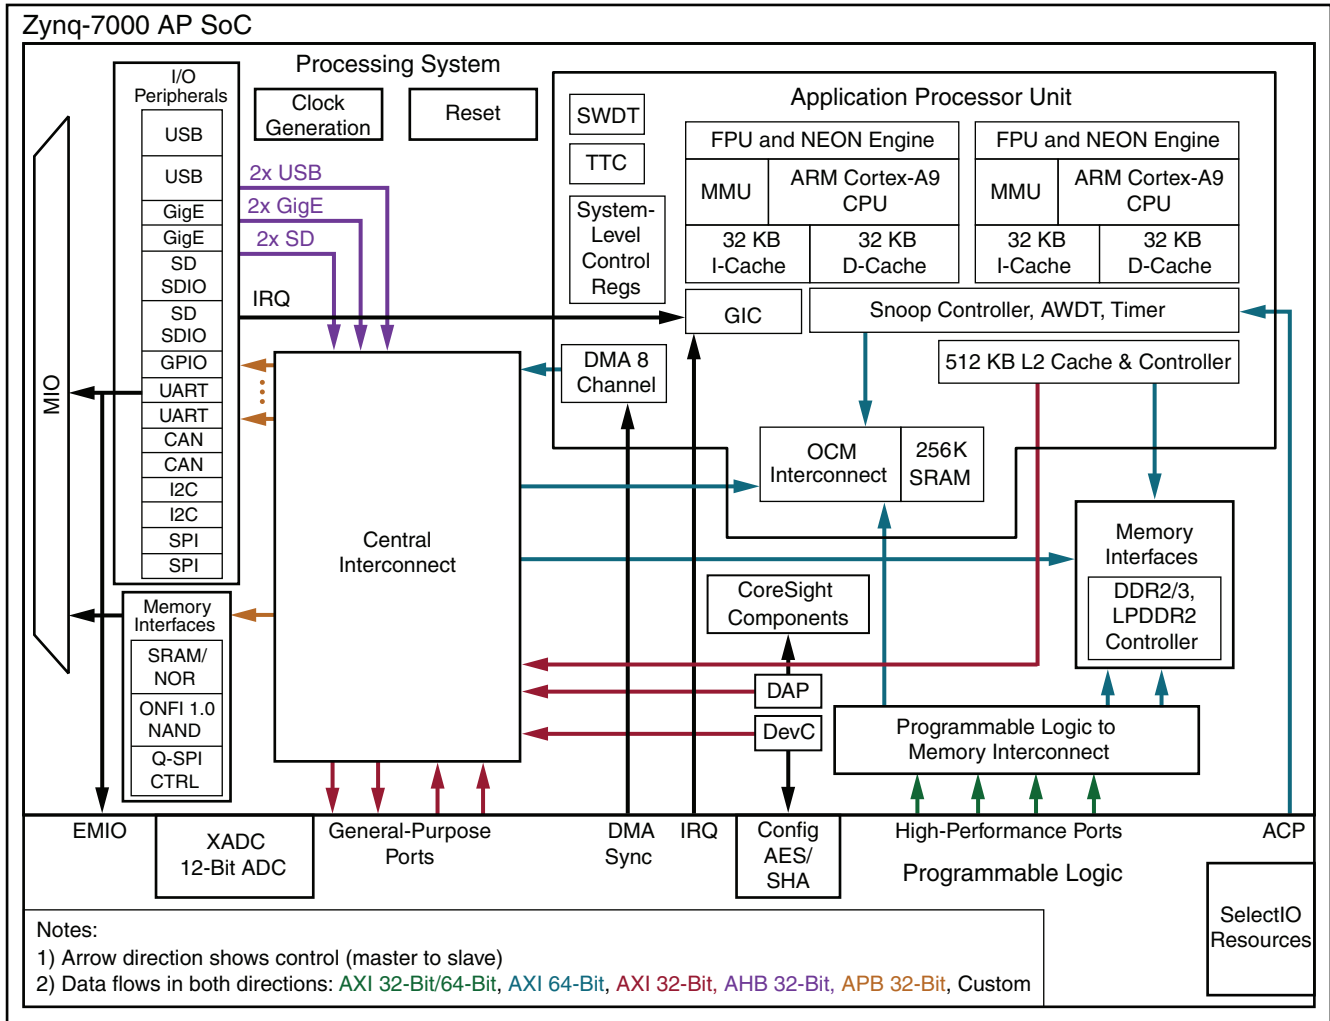 Zynq-7000 AP SoC
Processing System
I/O
Peripherals
USB
USB
GigE
GigE
SD
SDIO
SD
SDIO
GPIO
UART
UART
CAN
CAN
I2C
I2C
SPI
SPI
MIO
Clock
Generation
Reset
2x USB
2x GigE
2x SD
IRQ
Application Processor Unit
SWDT
TTC
System-
Level
Control
Regs
FPU and NEON Engine
MMU
ARM Cortex-A9
CPU
32 KB
I-Cache
32 KB
D-Cache
FPU and NEON Engine
MMU
ARM Cortex-A9
CPU
32 KB
I-Cache
32 KB
D-Cache
GIC
Snoop Controller, AWDT, Timer
DMA 8
Channel
512 KB L2 Cache & Controller
OCM
Interconnect
256K
SRAM
Central
Interconnect
Memory
Interfaces
DDR2/3,
LPDDR2
Controller
CoreSight
Components
DAP
DevC
Programmable Logic to
Memory Interconnect
Memory
Interfaces
SRAM/
NOR
ONFI 1.0
NAND
Q-SPI
CTRL
EMIO
XADC
12-Bit ADC
General-Purpose
Ports
DMA
Sync
IRQ
Config
AES/
SHA
High-Performance Ports
ACP
Programmable Logic
SelectIO
Resources
Notes:
1) Arrow direction shows control (master to slave)
2) Data flows in both directions: AXI 32-Bit/64-Bit, AXI 64-Bit, AXI 32-Bit, AHB 32-Bit, APB 32-Bit, Custom